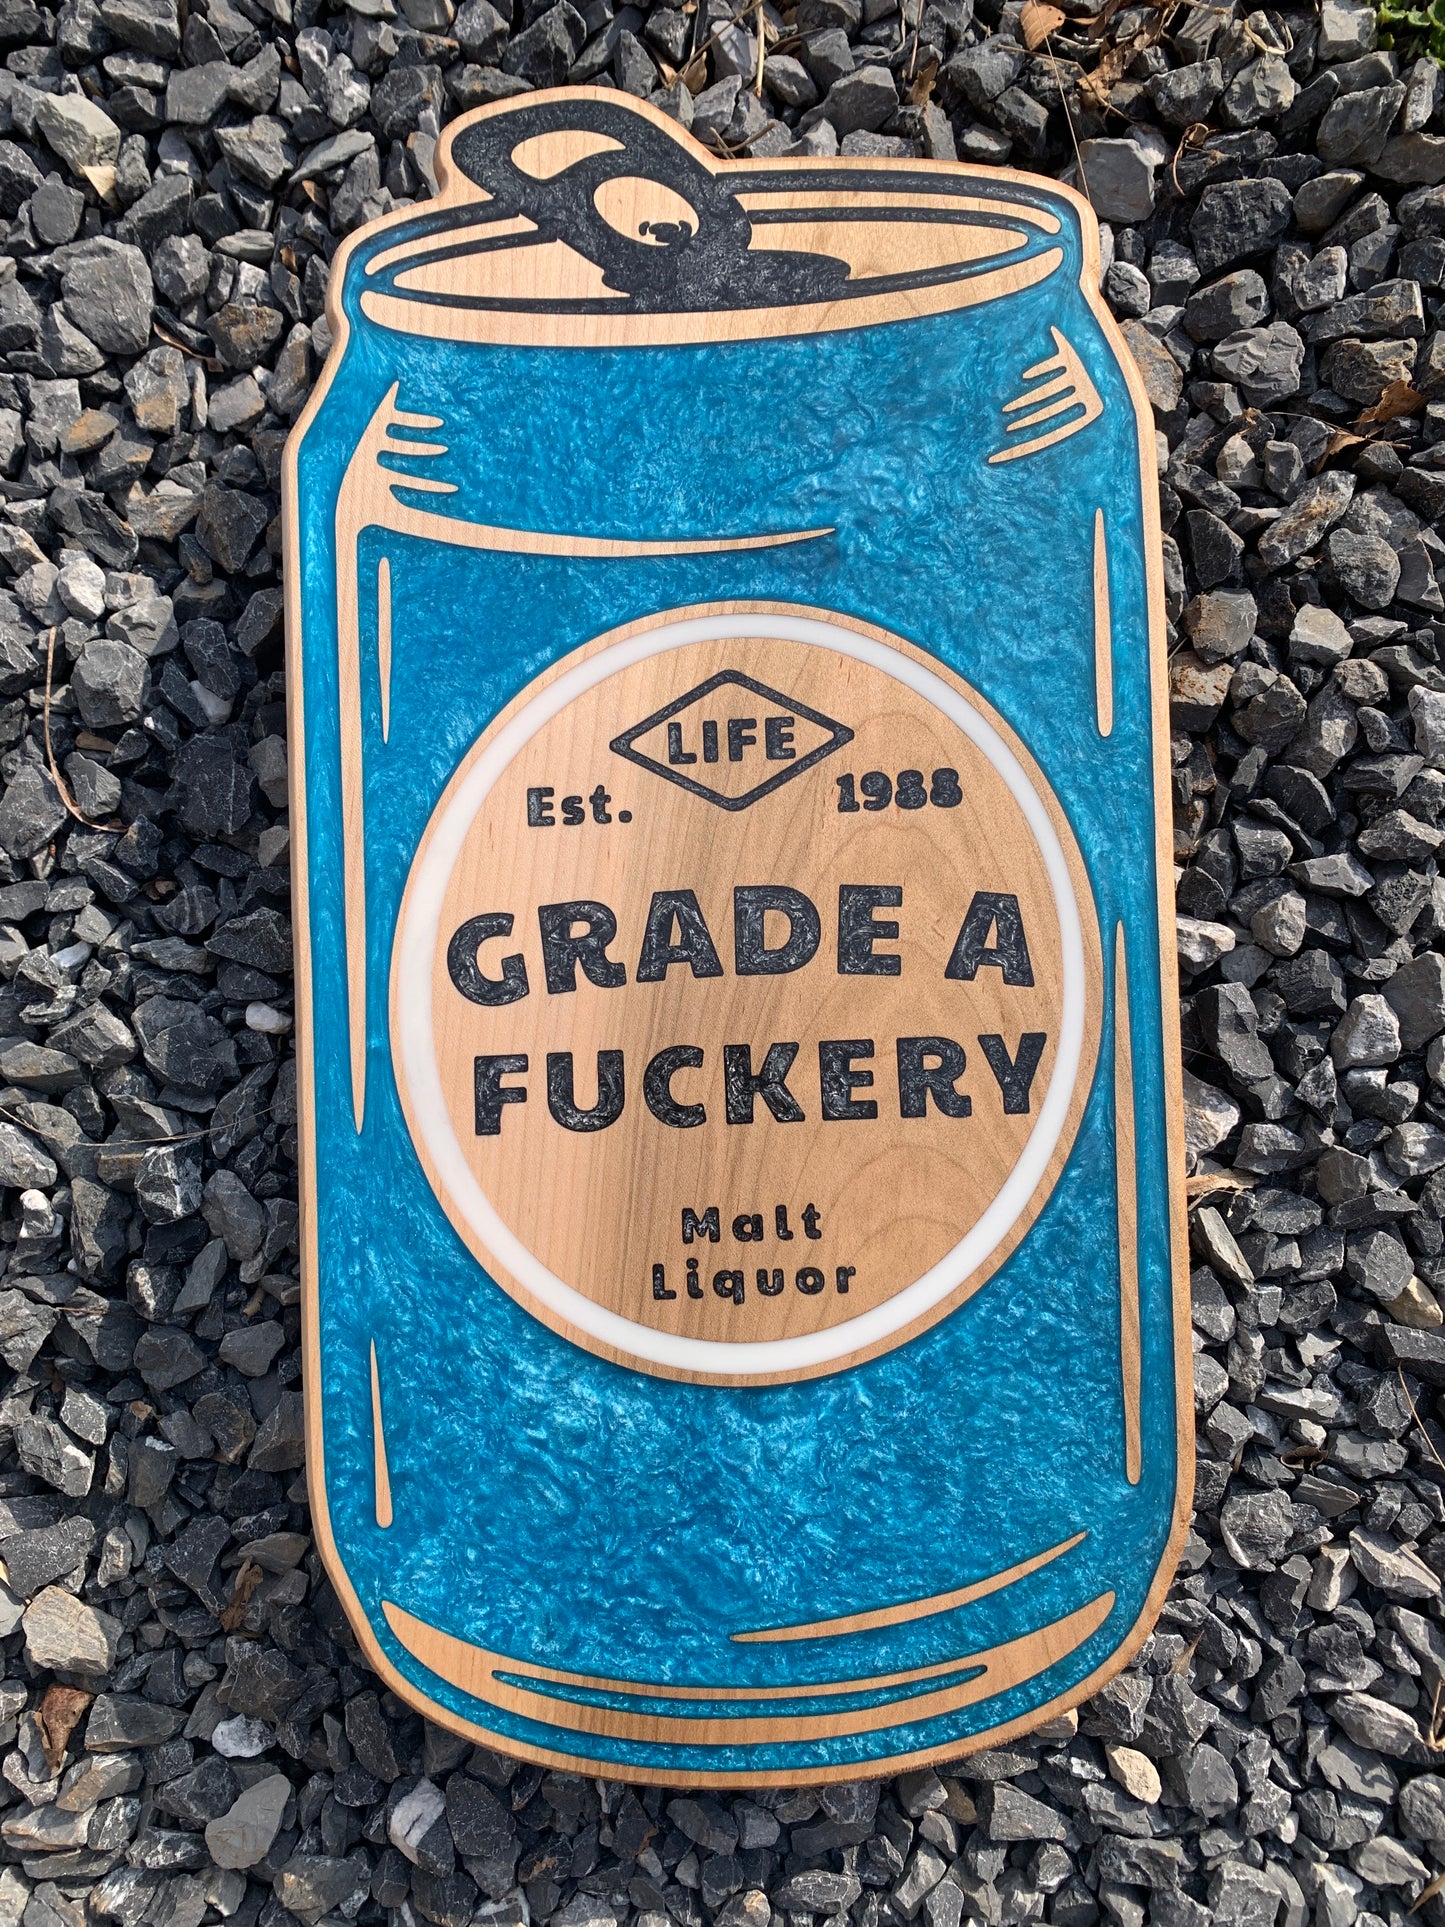 LIFE
Est. 1988
GRADE A
FUCKERY
Malt
Liquor